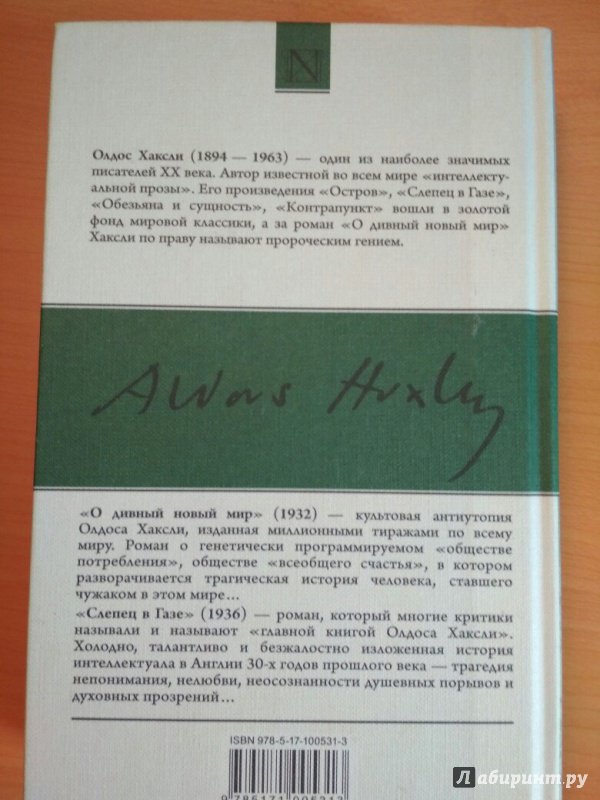 N
Олдос Хаксли (1894 — 1963) — один из наиболее значимых
писателей XX века. Автор известной во всем мире «интеллекту-
альной прозы». Его произведения «Остров», «Слепец в Газе»,
«Обезьяна и сущность», «Контрапункт» вошли в золотой
фонд мировой классики, а за роман «О дивный новый мир»
Хаксли по праву называют пророческим гением.
Aldous Huxley
«О дивный новый мир» (1932) — культовая антиутопия
Олдоса Хаксли, изданная миллионными тиражами по всему
миру. Роман о генетически программируемом «обществе
потребления», обществе «всеобщего счастья», в котором
разворачивается трагическая история человека, ставшего
чужаком в этом мире...
«Слепец в Газе» (1936) — роман, который многие критики
называли и называют «главной книгой Олдоса Хаксли».
Холодно, талантливо и безжалостно изложенная история
интеллектуала в Англии 30-х годов прошлого века — трагедия
непонимания, нелюбви, неосознанности душевных порывов и
духовных прозрений...
ISBN 978-5-17-100531-3
9 785171 005313
Лабиринт.ру